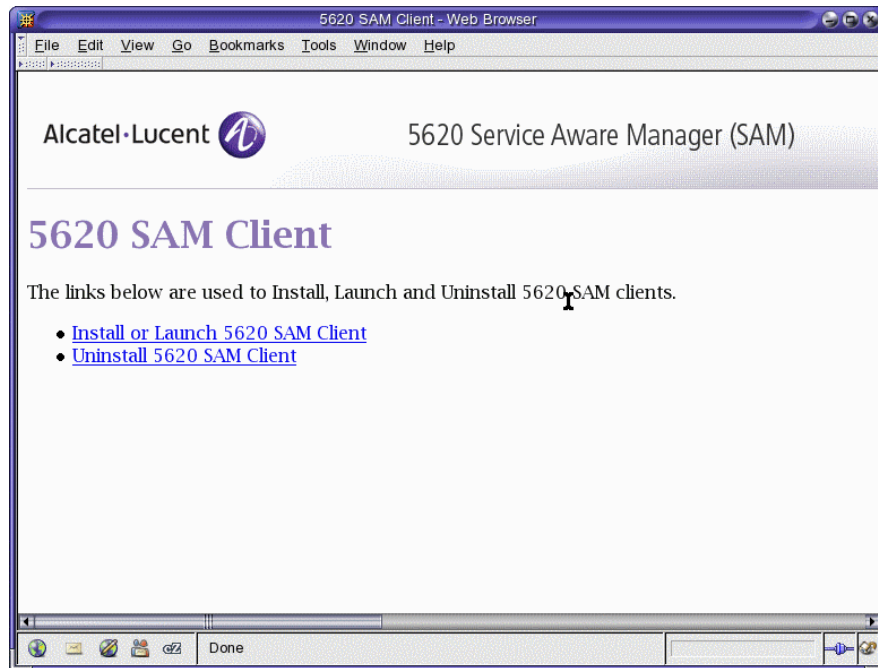 5620 SAM Client - Web Browser
File Edit View Go Bookmarks Tools Window Help
Alcatel·Lucent
5620 Service Aware Manager (SAM)
5620 SAM Client
The links below are used to Install, Launch and Uninstall 5620 SAM clients.
• Install or Launch 5620 SAM Client
• Uninstall 5620 SAM Client
Done